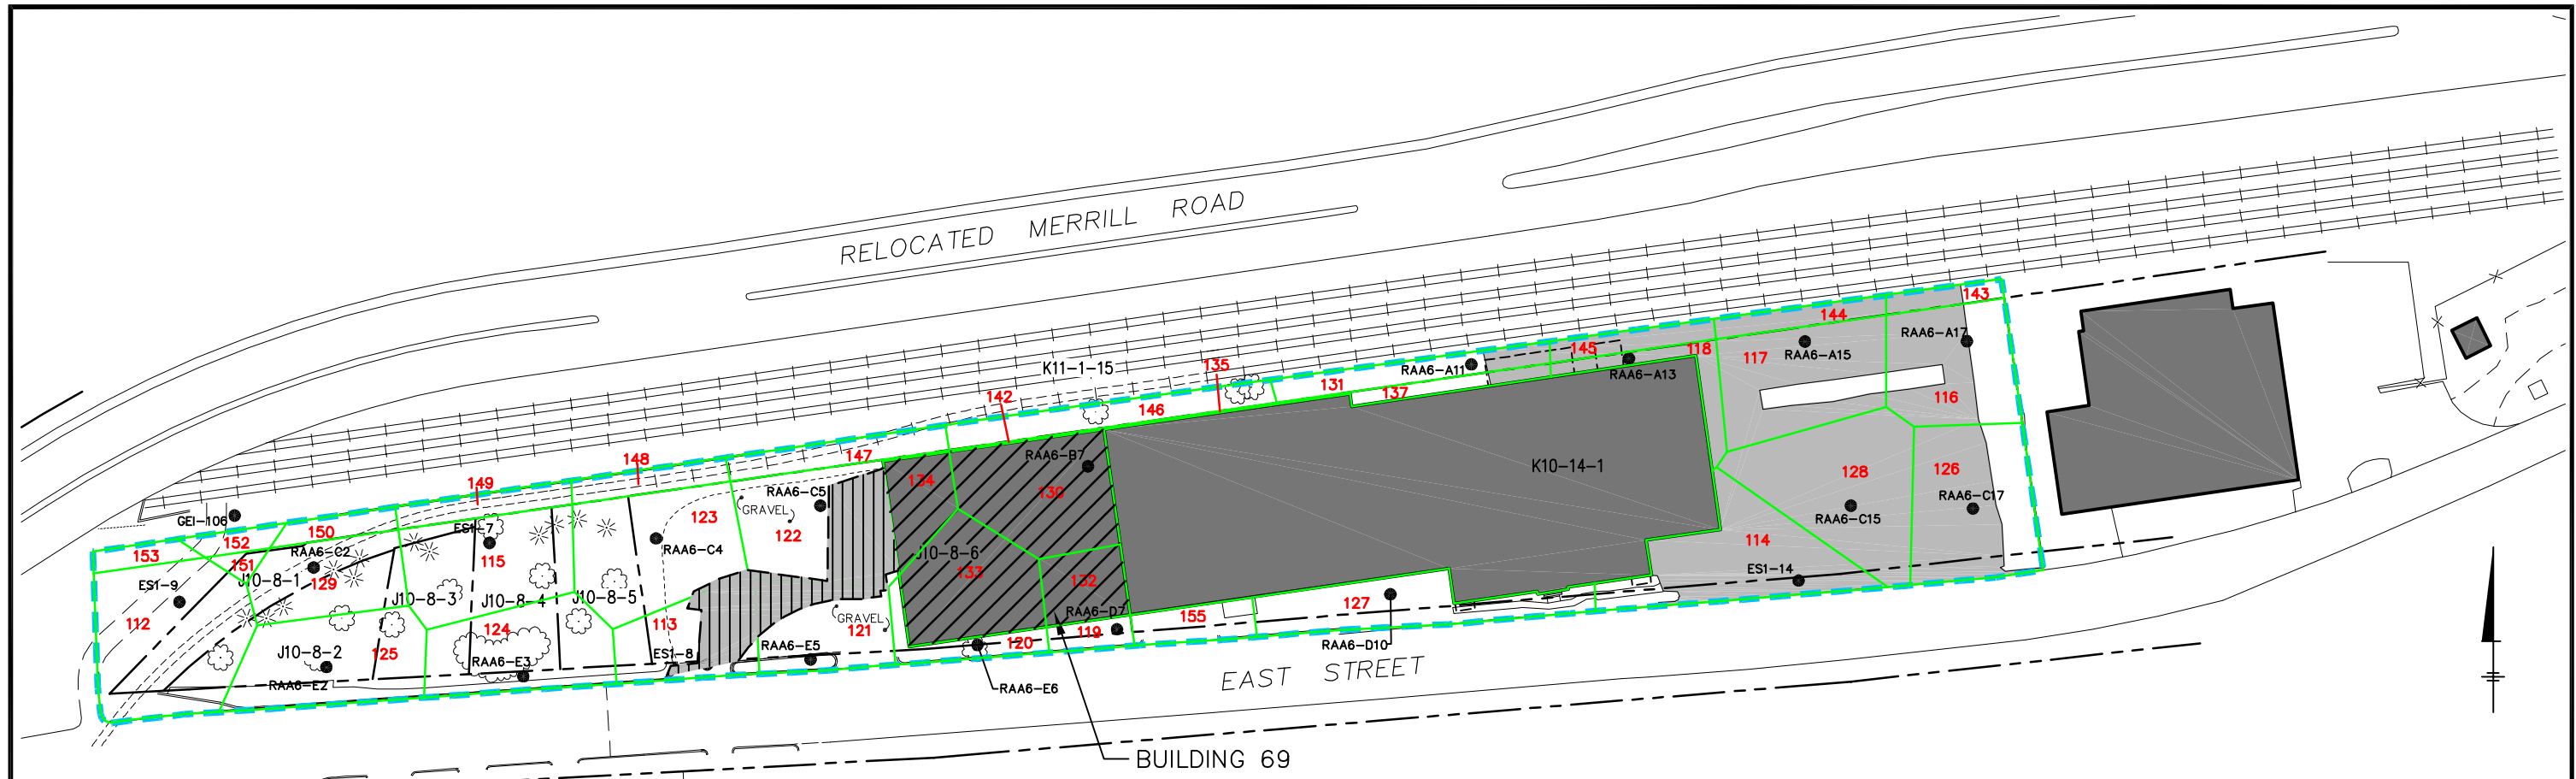 RELOCATED MERRILL ROAD
143
144
RAA6-A17
145
118
117
RAA6-A15
135
K11-1-15
RAA6-A11
RAA6-A13
131
137
142
146
116
147
RAA6-B7
K10-14-1
148
149
134
130
128
126
RAA6-C5
RAA6-C17
GRAVEL
123
122
RAA6-C15
GEI-106
ES1-7
150
152
153
RAA6-C2
RAA6-C4
114
115
151
J10-8-1
129
J10-8-6
133
132
ES1-14
ES1-9
J10-8-3
J10-8-4
J10-8-5
127
RAA6-D7
155
112
124
113
GRAVEL
121
119
120
RAA6-D10
J10-8-2
125
ES1-8
RAA6-E5
RAA6-E3
RAA6-E2
RAA6-E6
EAST STREET
BUILDING 69